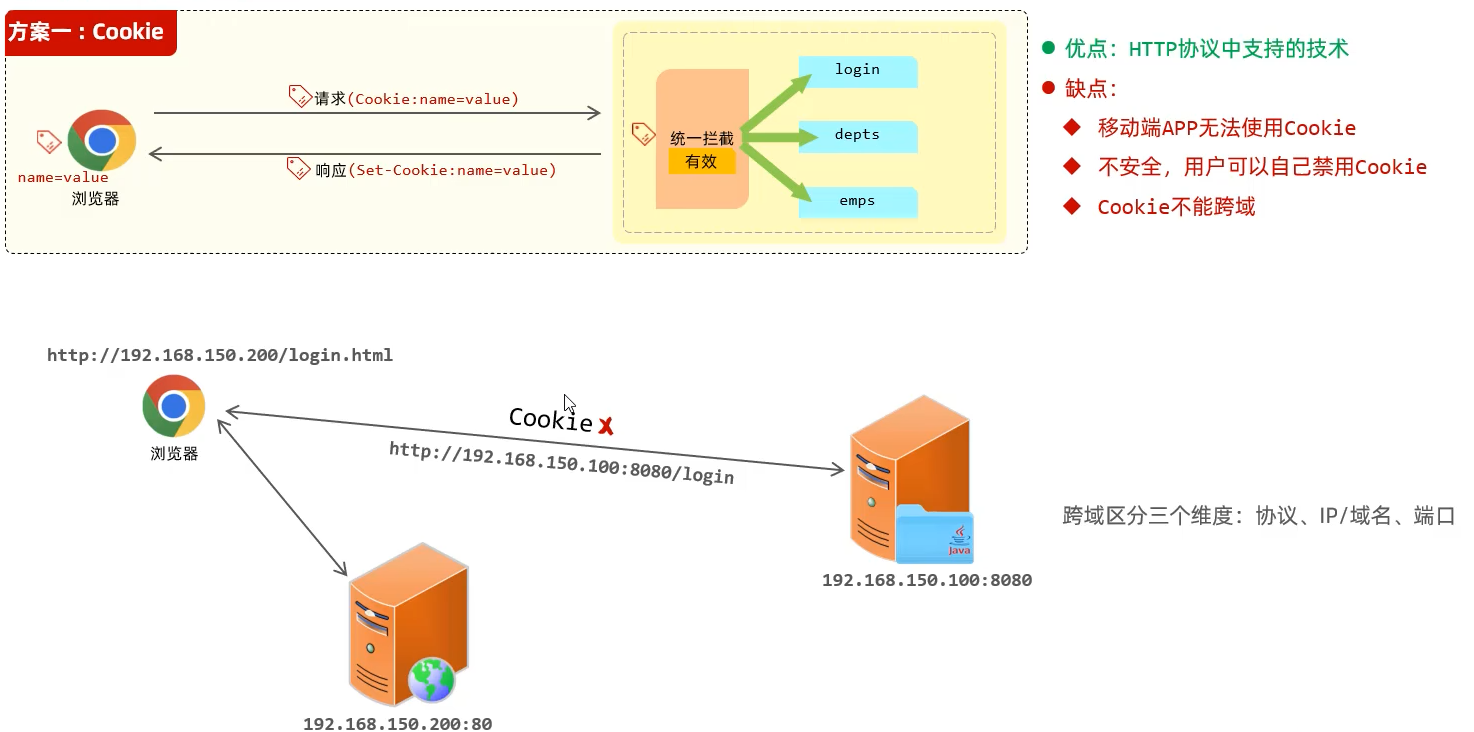 方案一：Cookie
请求(Cookie:name=value)
响应(Set-Cookie:name=value)
name=value
浏览器
统一拦截
有效
login
depts
emps
优点：HTTP协议中支持的技术
缺点：
移动端APP无法使用Cookie
不安全，用户可以自己禁用Cookie
Cookie不能跨域
http://192.168.150.200/login.html
浏览器
Cookie
http://192.168.150.100:8080/login
Java
192.168.150.100:8080
192.168.150.200:80
跨域区分三个维度：协议、IP/域名、端口